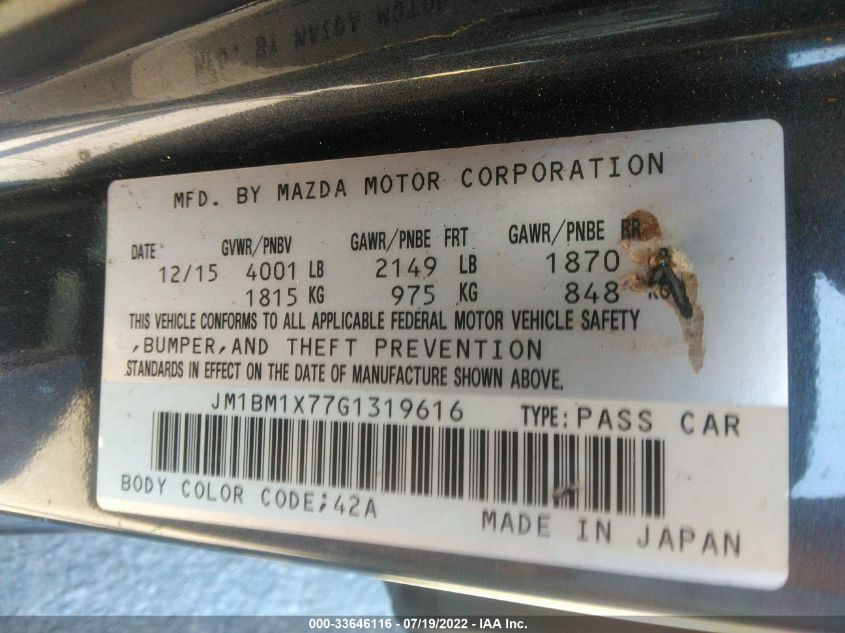 MFD. BY MAZDA MOTOR CORPORATION
DATE GVWR/PNBV GAWR/PNBE FRT GAWR/PNBE RR
12/15 4001 LB 2149 LB 1870
1815 KG 975 KG 848 KG
THIS VEHICLE CONFORMS TO ALL APPLICABLE FEDERAL MOTOR VEHICLE SAFETY
,BUMPER,AND THEFT PREVENTION
STANDARDS IN EFFECT ON THE DATE OF MANUFACTURE SHOWN ABOVE.
JM1BM1X77G1319616 TYPE:PASS CAR
BODY COLOR CODE;42A
MADE IN JAPAN
000-33646116 - 07/19/2022 - IAA Inc.